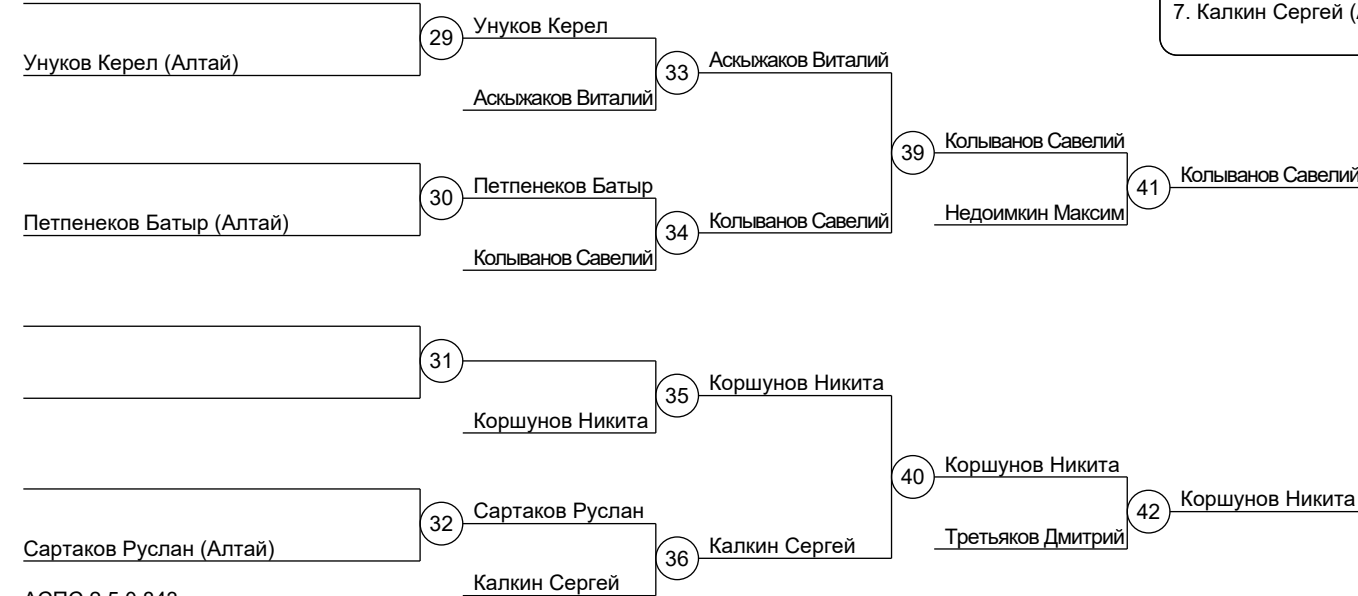 7. Калкин Сергей
29
Унуков Керел
Унуков Керел (Алтай)
33
Аскыжаков Виталий
Аскыжаков Виталий
39
Колыванов Савелий
30
Петпенеков Батыр
41
Колыванов Савелий
Петпенеков Батыр (Алтай)
34
Колыванов Савелий
Недоимкин Максим
Колыванов Савелий
31
35
Коршунов Никита
Коршунов Никита
40
Коршунов Никита
32
Сартаков Руслан
42
Коршунов Никита
Сартаков Руслан (Алтай)
36
Калкин Сергей
Третьяков Дмитрий
Калкин Сергей